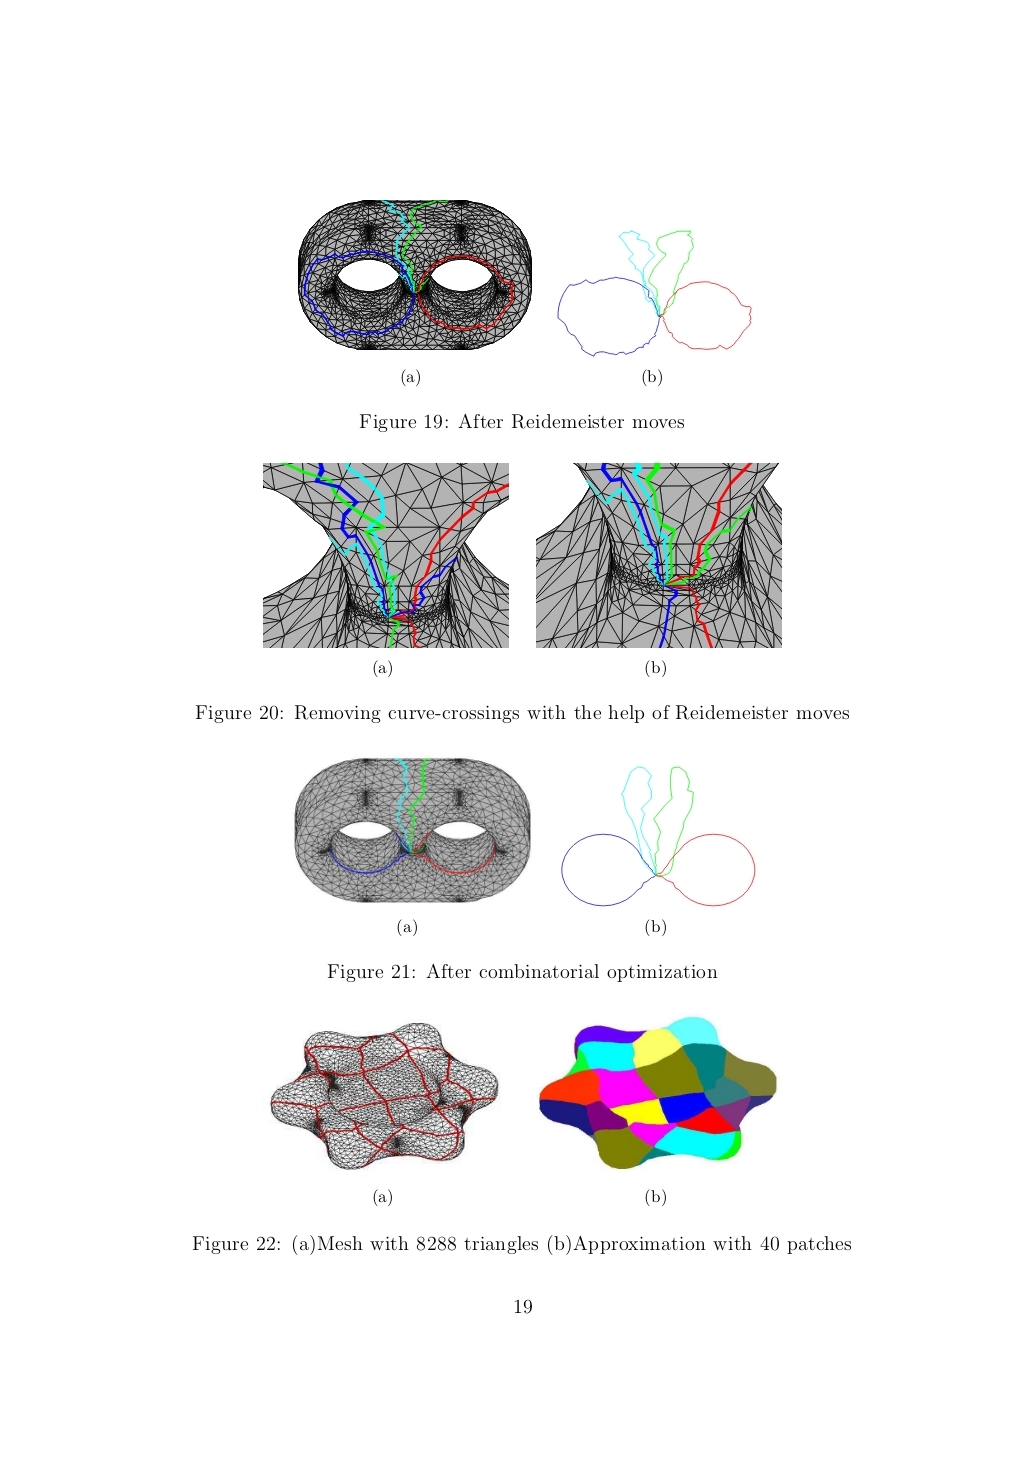 (a) (b)
Figure 19: After Reidemeister moves
(a) (b)
Figure 20: Removing curve-crossings with the help of Reidemeister moves
(a) (b)
Figure 21: After combinatorial optimization
(a) (b)
Figure 22: (a)Mesh with 8288 triangles (b)Approximation with 40 patches
19